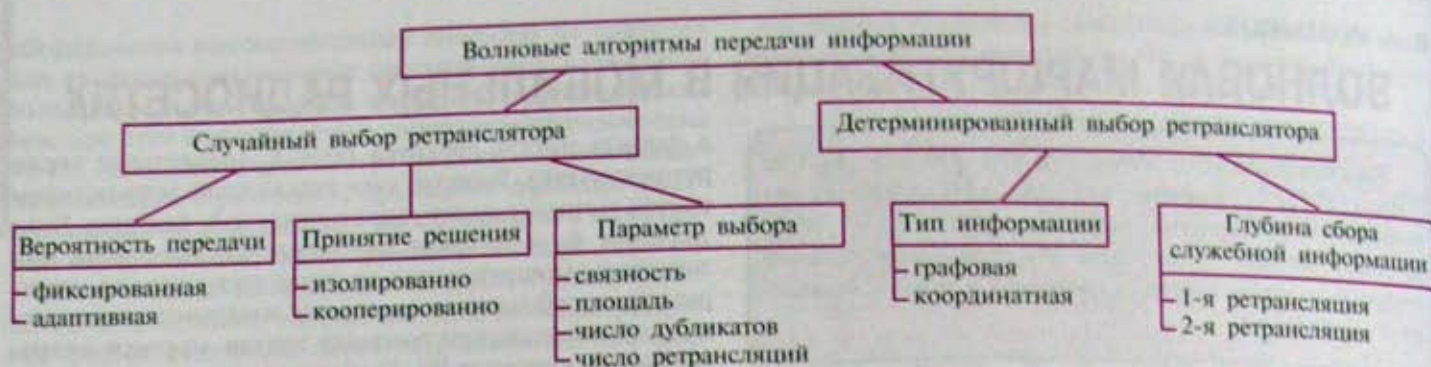 Волновые алгоритмы передачи информации
Случайный выбор ретранслятора
Детерминированный выбор ретранслятора
Вероятность передачи
фиксированная
адаптивная
Принятие решения
изолированно
кооперированно
Параметр выбора
связность
площадь
число дубликатов
число ретрансляций
Тип информации
графовая
координатная
Глубина сбора
служебной информации
1-я ретрансляция
2-я ретрансляция